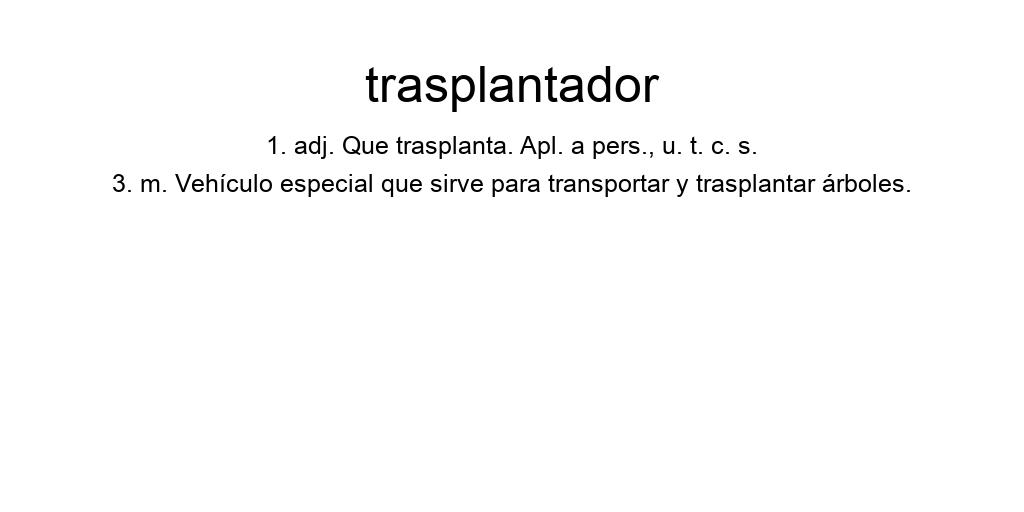 trasplantador
1. adj. Que trasplanta. Apl. a pers., u. t. c. s.
3. m. Vehículo especial que sirve para transportar y trasplantar árboles.